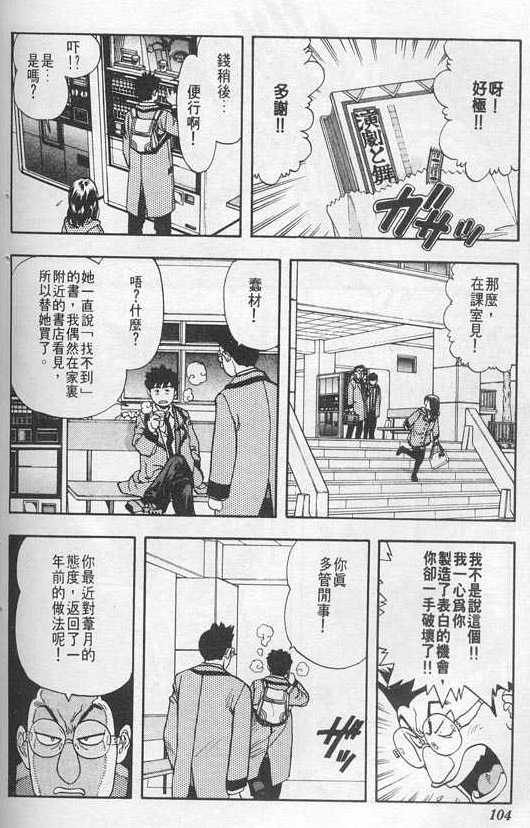 呀!
好極!!
多謝!!
演劇と舞
ガサッ
錢稍後…
便行啊!
吓!?
是…
是嗎?
那麼,
在課室見!
蠢材!
唔?什麼?
她一直說「找不到」
的書,我偶然在家裏
附近的書店看見,
所以替她買了。
我不是說這個!!
我一心為你
製造了表白的機會,
你卻一手破壞了!!
你真
多管閒事!
你最近對葦月的
態度,返回了一
年前的做法呢!
104